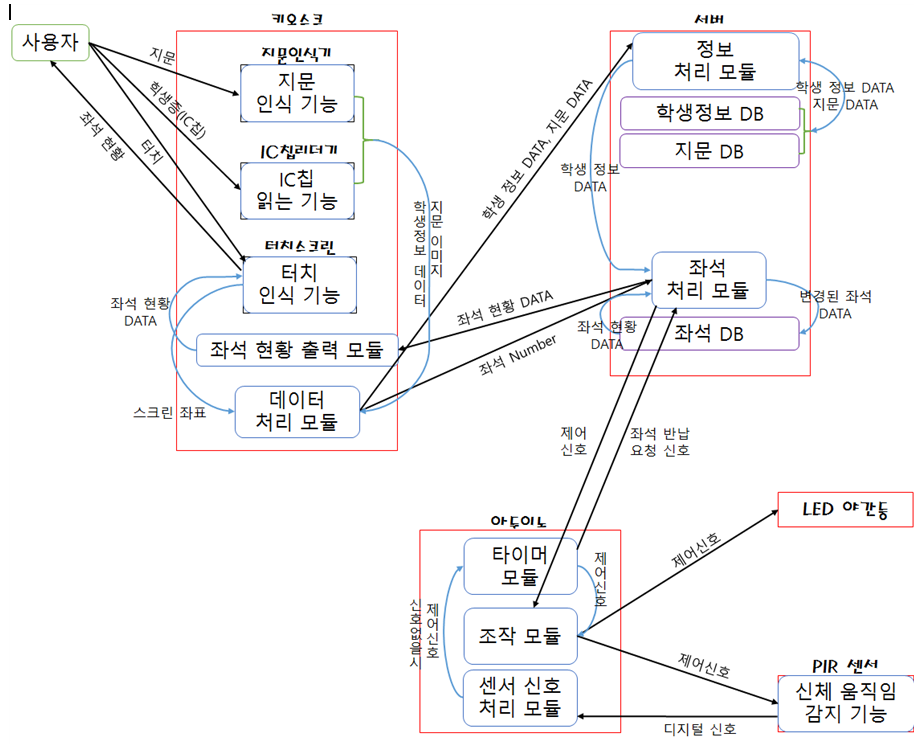 키오스크
서버
사용자
지문인식기
지문
인식 기능
IC칩리더기
IC칩
읽는 기능
터치스크린
터치
인식 기능
좌석 현황 출력 모듈
데이터
처리 모듈
지문
학생증(IC칩)
터치
좌석 현황
좌석 현황
DATA
스크린 좌표
지문 이미지
학생정보 데이터
학생 정보 DATA, 지문 DATA
좌석 현황 DATA
좌석 Number
정보
처리 모듈
학생정보 DB
지문 DB
학생 정보 DATA
지문 DATA
학생 정보
DATA
좌석
처리 모듈
좌석 DB
변경된 좌석
DATA
좌석 현황
DATA
제어
신호
좌석 반납
요청 신호
아두이노
타이머
모듈
조작 모듈
센서 신호
처리 모듈
제어신호
제어신호
신호없을시
제어신호
LED 야간등
제어신호
PIR 센서
신체 움직임
감지 기능
디지털 신호